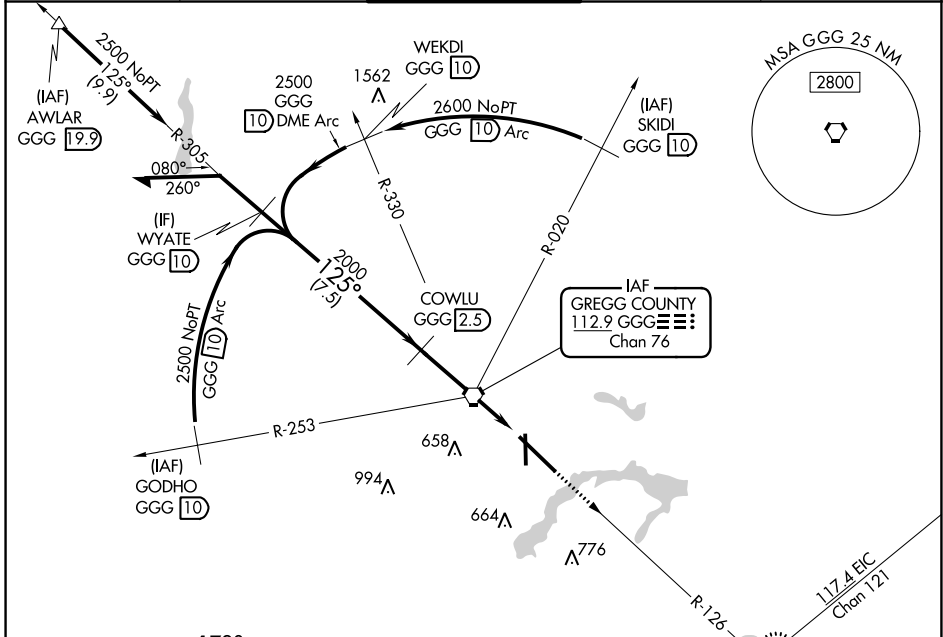 2500 NoPT
125°
(9.9)
(IAF)
AWLAR
GGG 19.9
R-305
080°
260°
(IF)
WYATE
GGG 10
2500
GGG
10 DME Arc
1562
WEKDI
GGG 10
2600 NoPT
GGG 10 Arc
(IAF)
SKIDI
GGG 10
MSA GGG 25 NM
2800
R-330
R-020
2000
125°
(7.5)
COWLU
GGG 2.5
IAF
GREGG COUNTY
112.9 GGG
Chan 76
2500 NoPT
GGG 10 Arc
R-253
(IAF)
GODHO
GGG 10
658
994
664
776
R-126
117.4 EIC
Chan 121